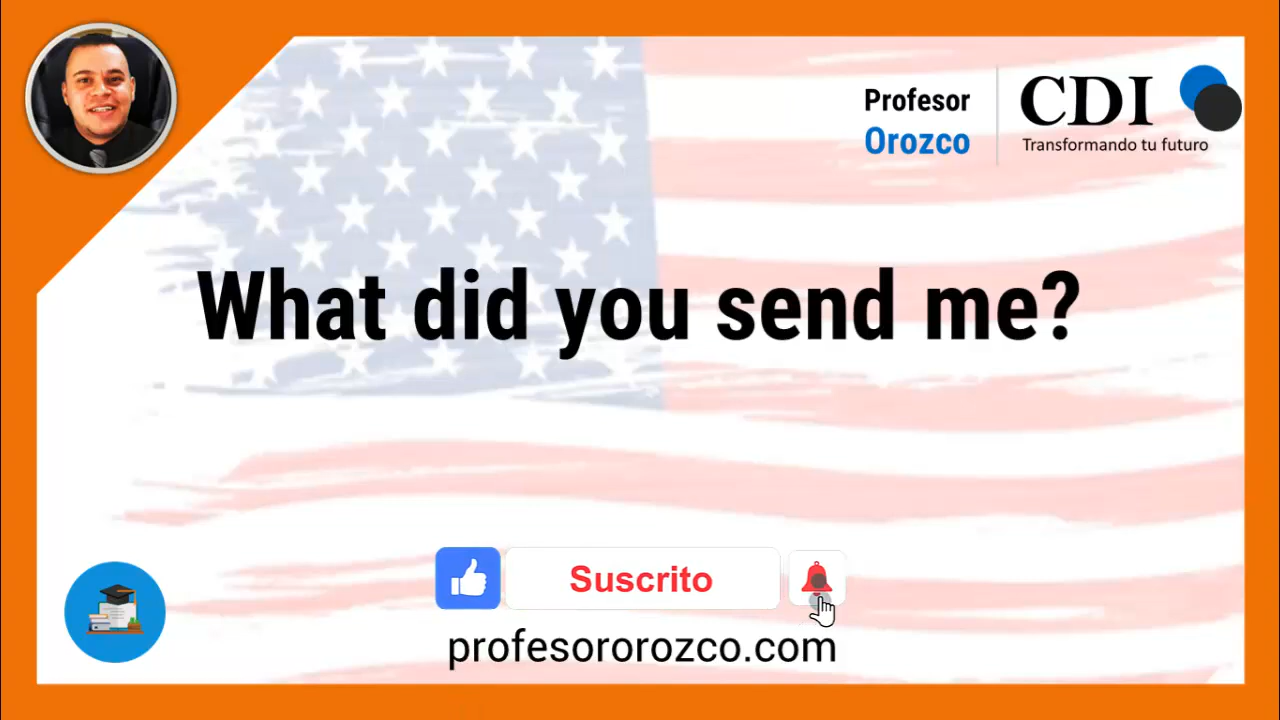 Profesor
Orozco
CDI
Transformando tu futuro
What did you send me?
Suscrito
profesororozco.com